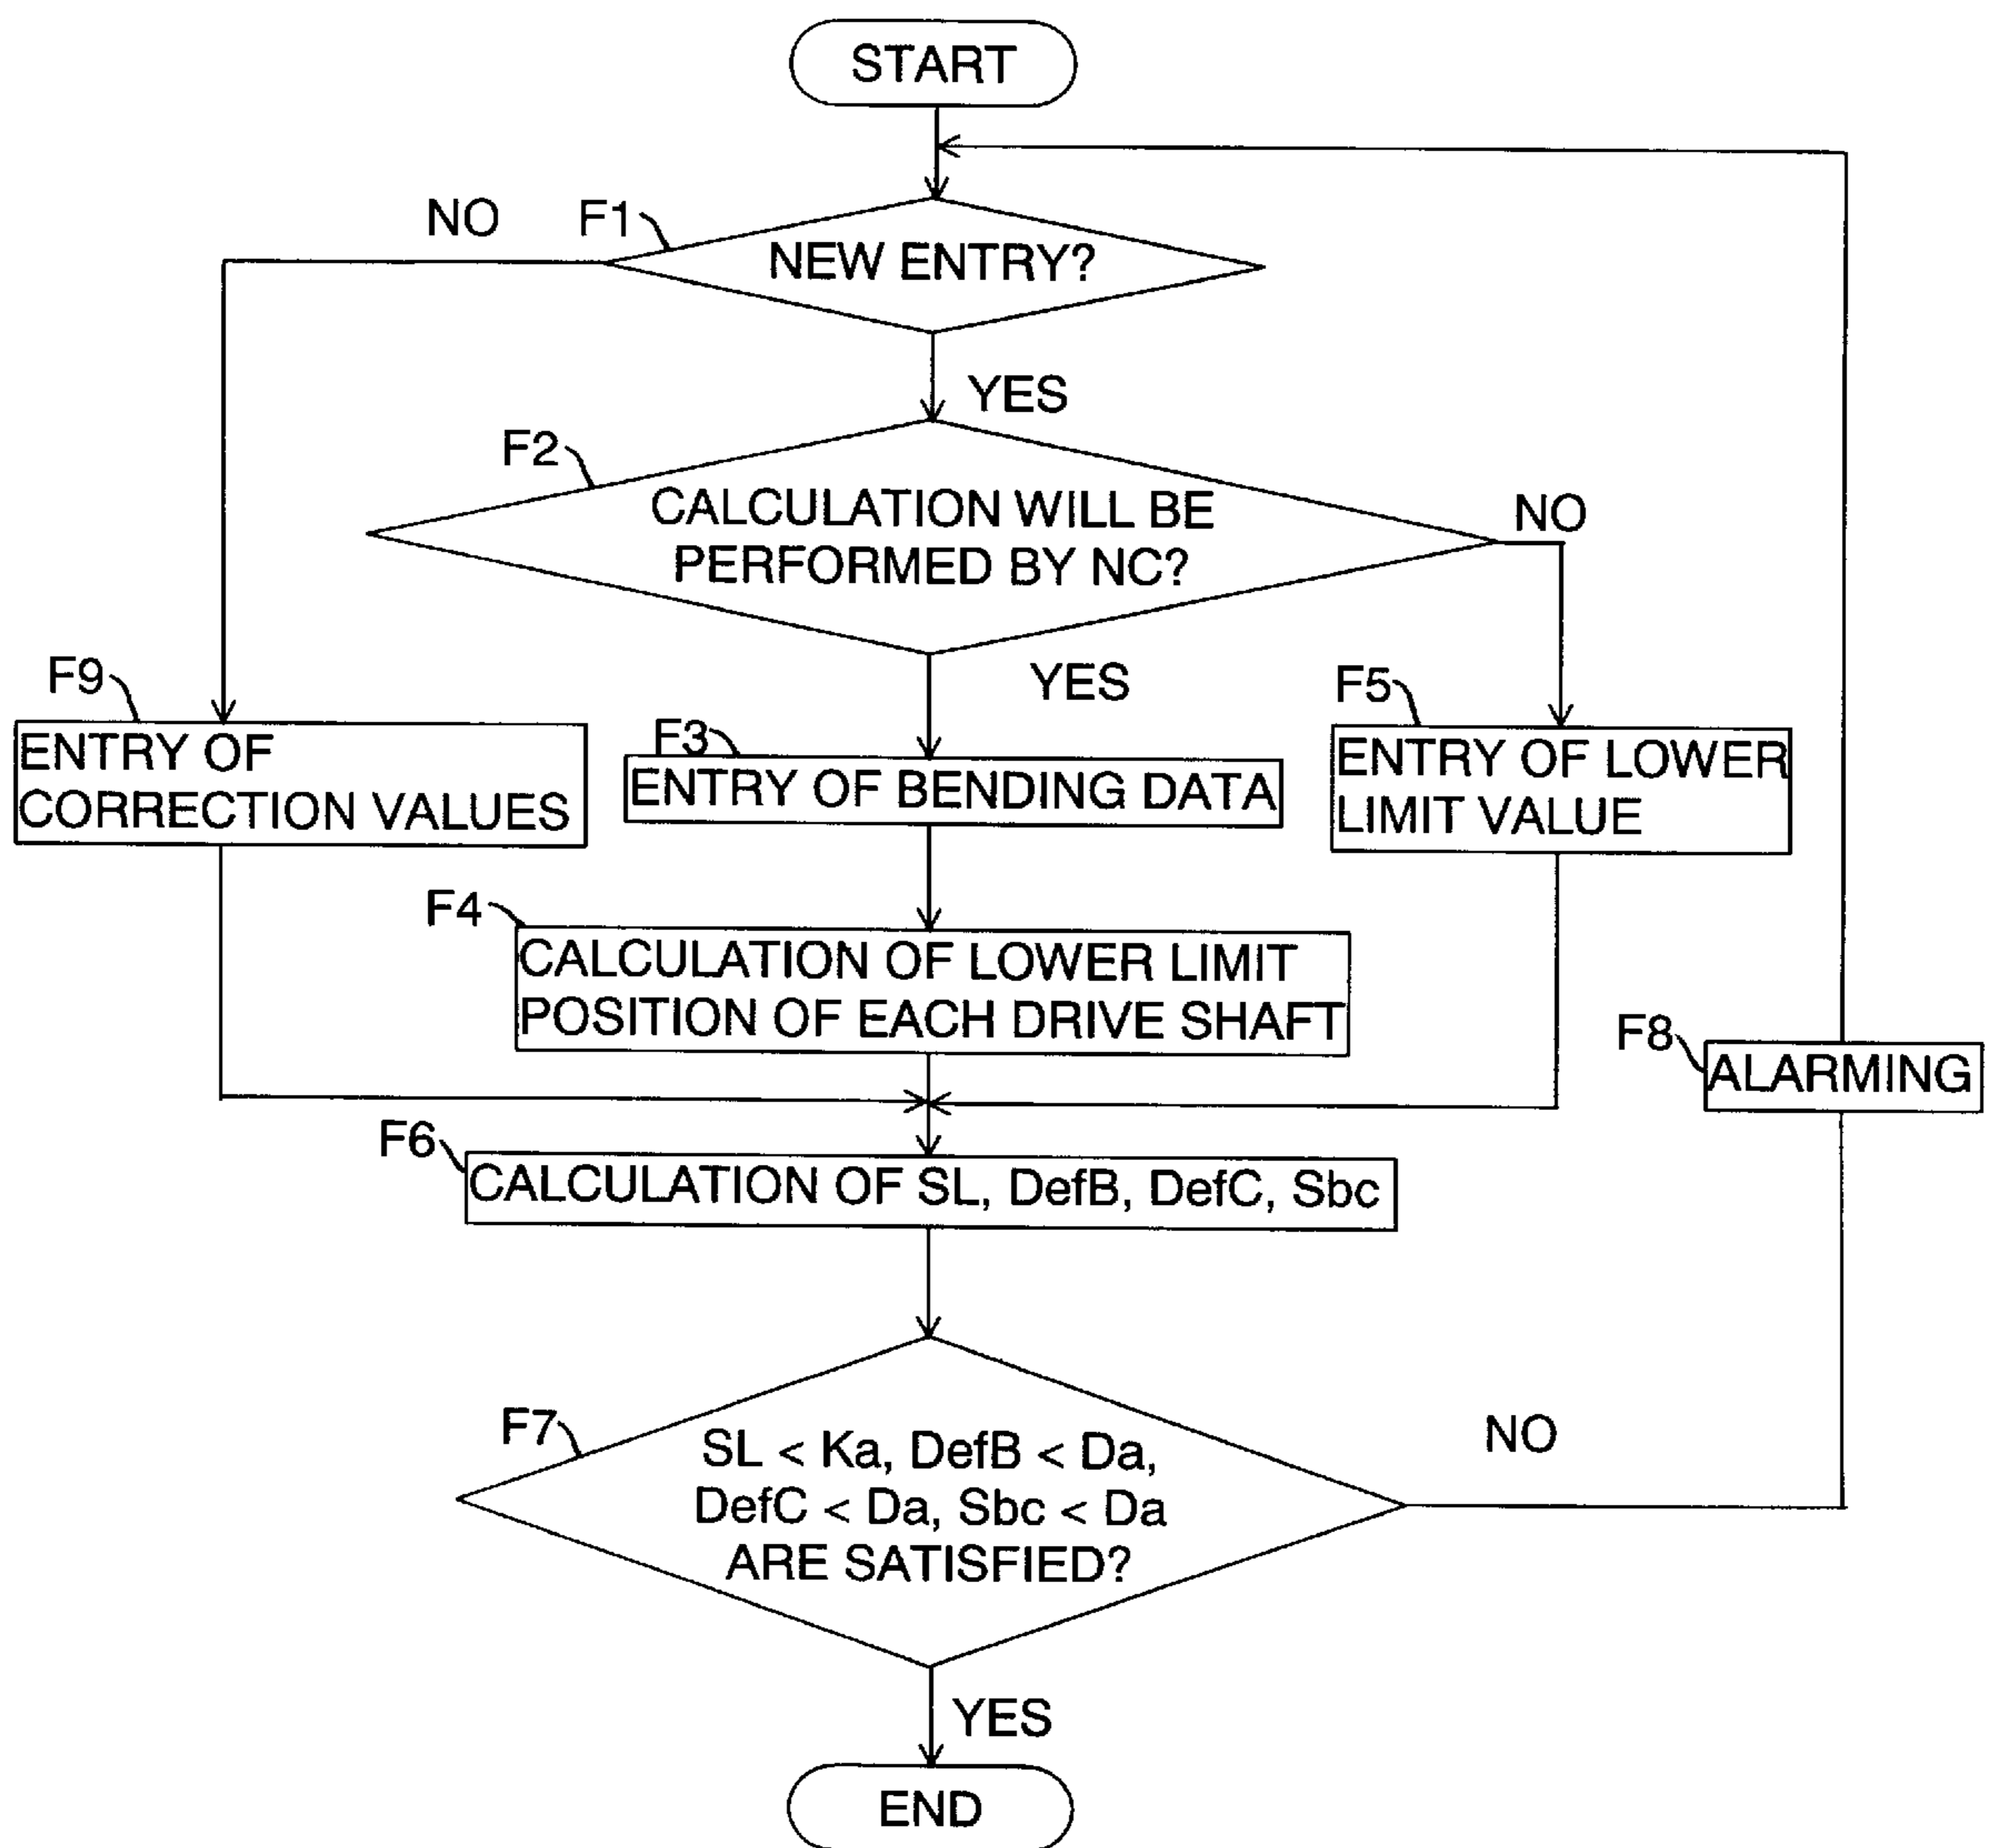 START
NO
F1
NEW ENTRY?
YES
F2
CALCULATION WILL BE
PERFORMED BY NC?
NO
YES
F9
ENTRY OF
CORRECTION VALUES
F3
ENTRY OF BENDING DATA
F5
ENTRY OF LOWER
LIMIT VALUE
F4
CALCULATION OF LOWER LIMIT
POSITION OF EACH DRIVE SHAFT
F8
ALARMING
F6
CALCULATION OF SL, DefB, DefC, Sbc
F7
SL < Ka, DefB < Da,
DefC < Da, Sbc < Da
ARE SATISFIED?
NO
YES
END